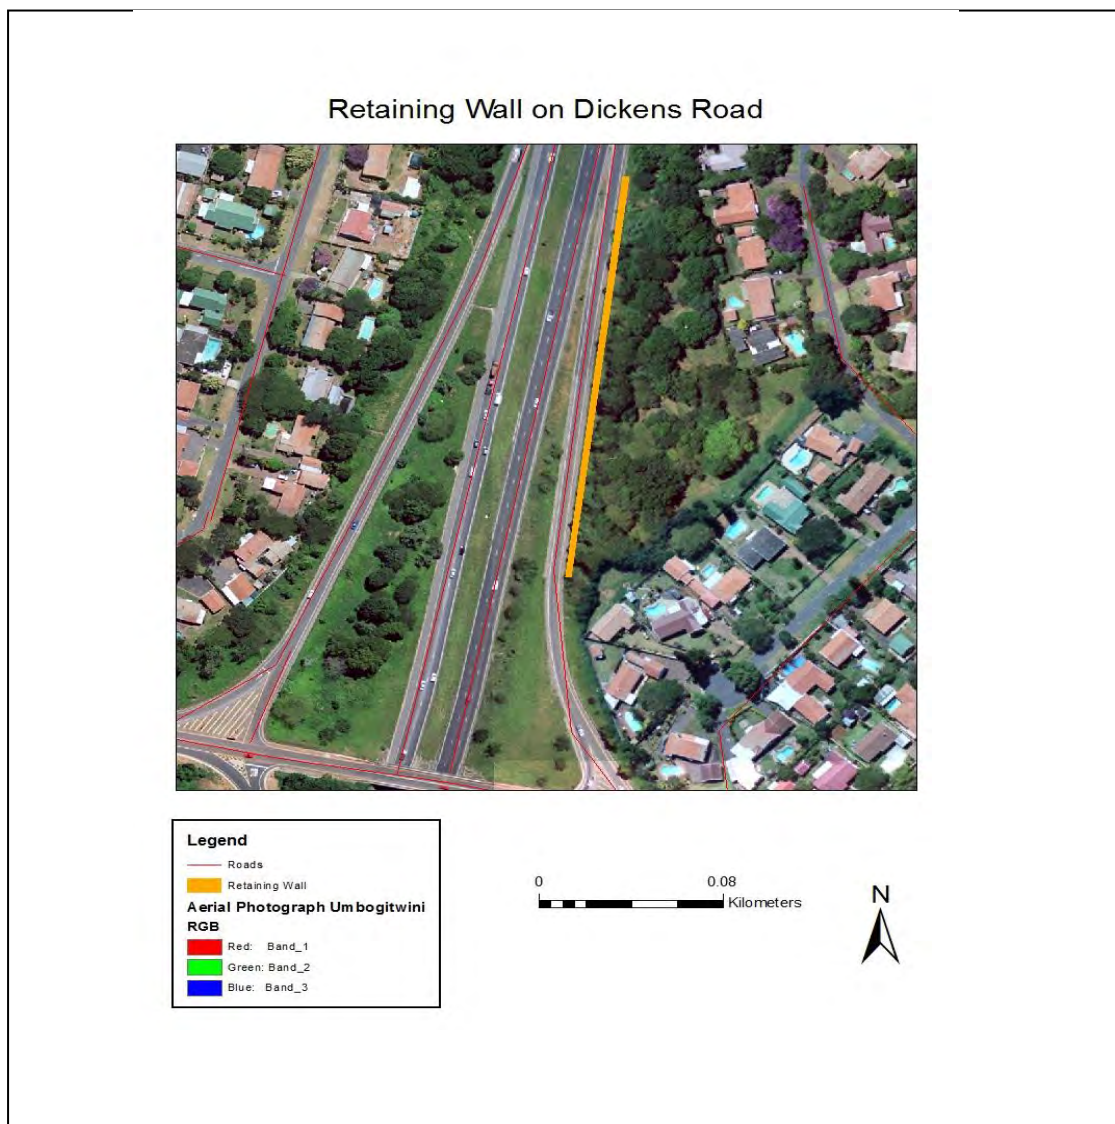 Retaining Wall on Dickens Road
Legend
Roads
Retaining Wall
Aerial Photograph Umbogitwini
RGB
Red: Band_1
Green: Band_2
Blue: Band_3
0 0.08
Kilometers
N